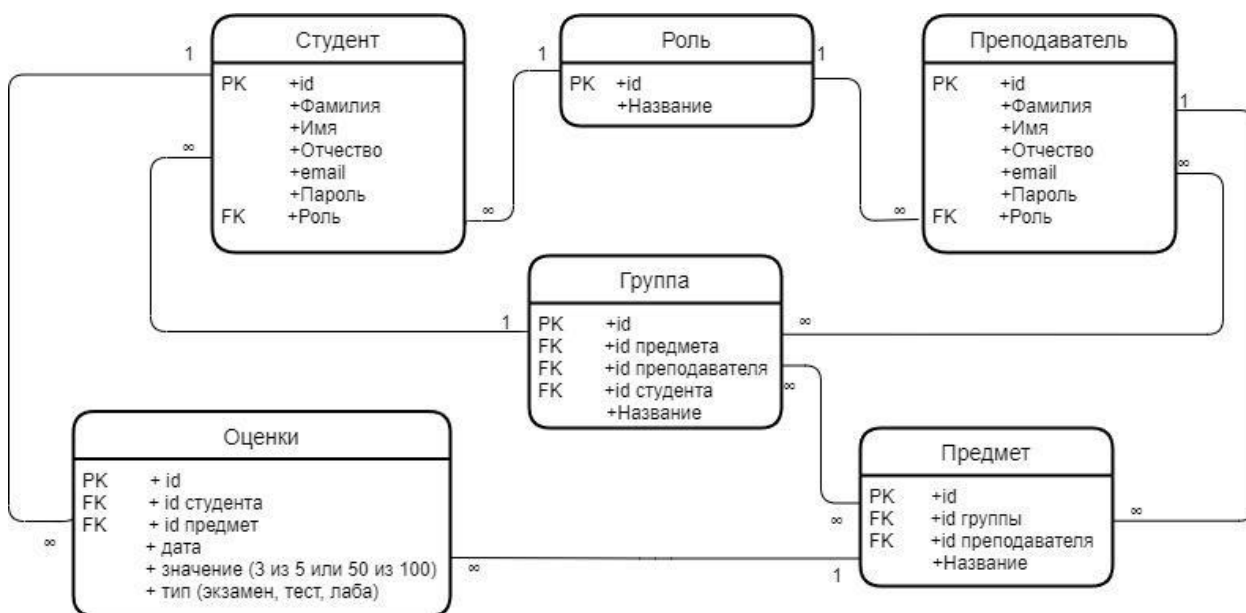 Студент
PK +id
+Фамилия
+Имя
+Отчество
+email
+Пароль
FK +Роль
1
∞
∞
Роль
PK +id
+Название
1
1
Преподаватель
PK +id
+Фамилия
+Имя
+Отчество
+email
+Пароль
FK +Роль
1
∞
∞
Группа
PK +id
FK +id предмета
FK +id преподавателя
FK +id студента
+Название
1
∞
∞
Оценки
PK + id
FK + id студента
FK + id предмет
+ дата
+ значение (3 из 5 или 50 из 100)
+ тип (экзамен, тест, лаба)
∞
∞
Предмет
PK +id
FK +id группы
FK +id преподавателя
+Название
∞
∞
1